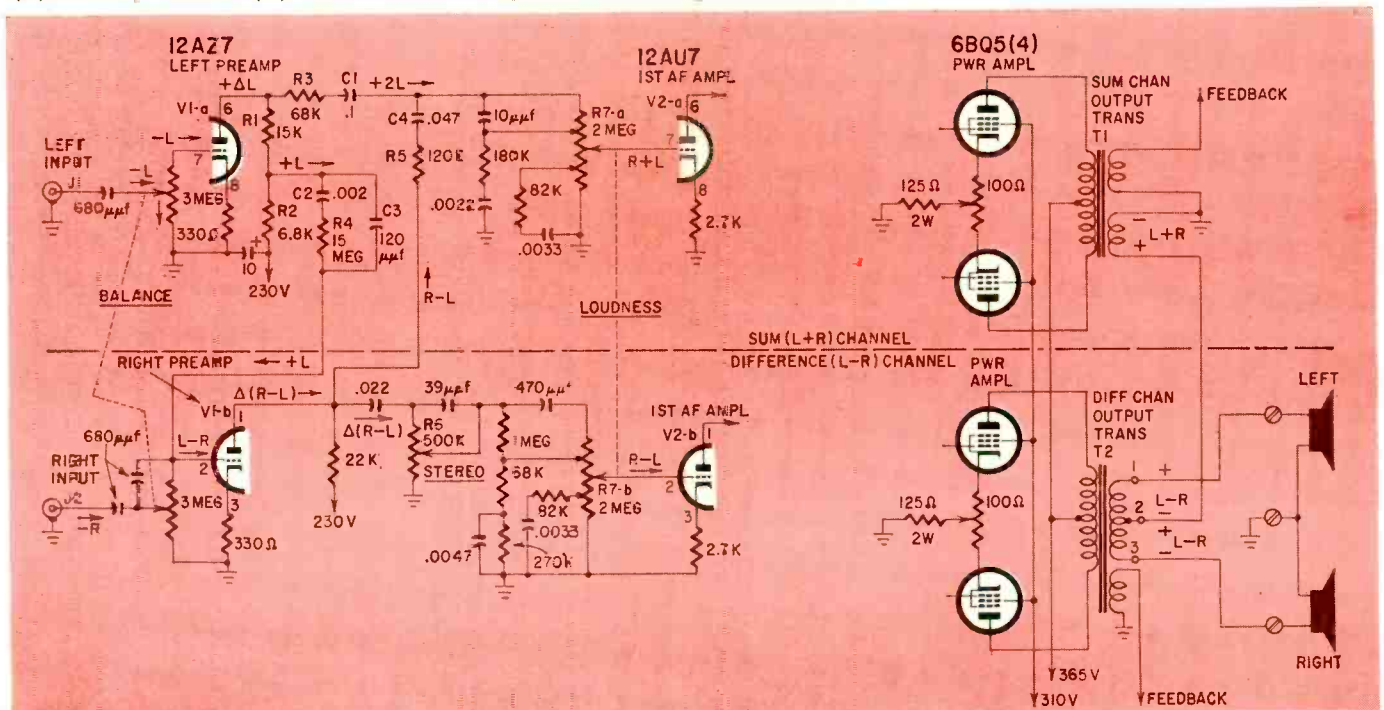 12AZ7
LEFT PREAMP
+ΔL
R3
68K
C1
.1
+2L
V1-a
6
R1
15K
-L
7
8
LEFT
INPUT
J1
-L
680μμf
3MEG
330Ω
+L
C2
.002
R2
6.8K
R4
15
MEG
C3
120
μμf
10
+
230V
C4
.047
R5
120K
10μμf
180K
.0022
82K
.0033
R7-a
2 MEG
12AU7
1ST AF AMPL
V2-a
6
7
R+L
8
2.7K
R-L
BALANCE
LOUDNESS
6BQ5(4)
PWR AMPL
125Ω
2W
100Ω
SUM CHAN
OUTPUT
TRANS
T1
FEEDBACK
-
+
L+R
SUM (L+R) CHANNEL
DIFFERENCE (L-R) CHANNEL
RIGHT PREAMP
+L
Δ(R-L)
V1-b
1
L-R
2
3
680μμf
RIGHT
INPUT
J2
-R
3MEG
330Ω
22K
230V
.022
Δ(R-L)
R6
500K
STEREO
39μμf
470μμf
1MEG
68K
82K
.0033
.0047
270K
R7-b
2MEG
R-L
1ST AF AMPL
V2-b
1
2
3
2.7K
PWR
AMPL
125Ω
2W
100Ω
DIFF CHAN
OUTPUT
TRANS
T2
1
+
L-R
2
-
+
L-R
3
-
LEFT
RIGHT
365V
310V
FEEDBACK